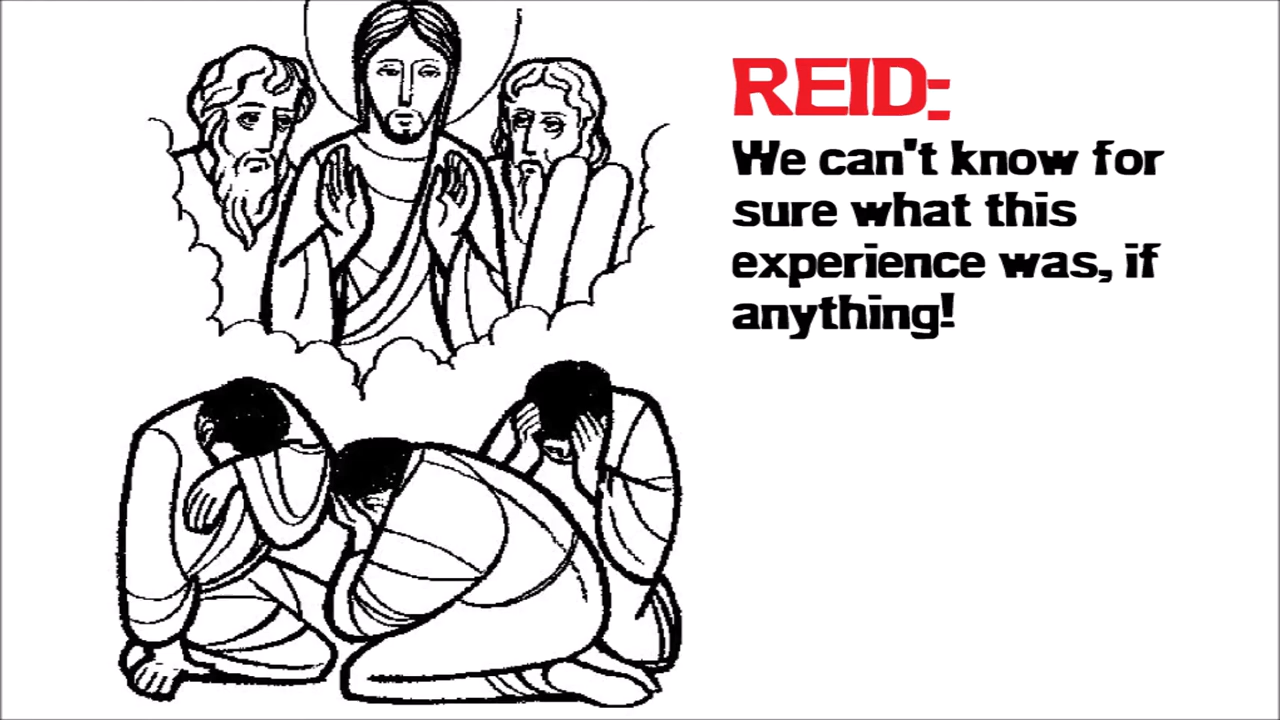 REID:
We can't know for
sure what this
experience was, if
anything!